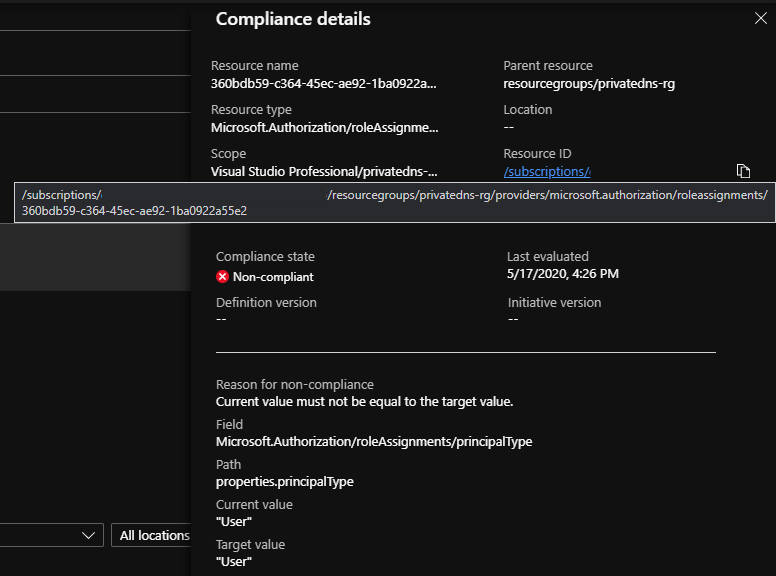 Compliance details
Resource name
360bdb59-c364-45ec-ae92-1ba0922a...
Parent resource
resourcegroups/privatedns-rg
Resource type
Microsoft.Authorization/roleAssignme...
Location
--
Scope
Visual Studio Professional/privatedns-...
Resource ID
/subscriptions/
/subscriptions/ /resourcegroups/privatedns-rg/providers/microsoft.authorization/roleassignments/
360bdb59-c364-45ec-ae92-1ba0922a55e2
Compliance state
Non-compliant
Last evaluated
5/17/2020, 4:26 PM
Definition version
--
Initiative version
--
Reason for non-compliance
Current value must not be equal to the target value.
Field
Microsoft.Authorization/roleAssignments/principalType
Path
properties.principalType
Current value
"User"
Target value
"User"
All locations